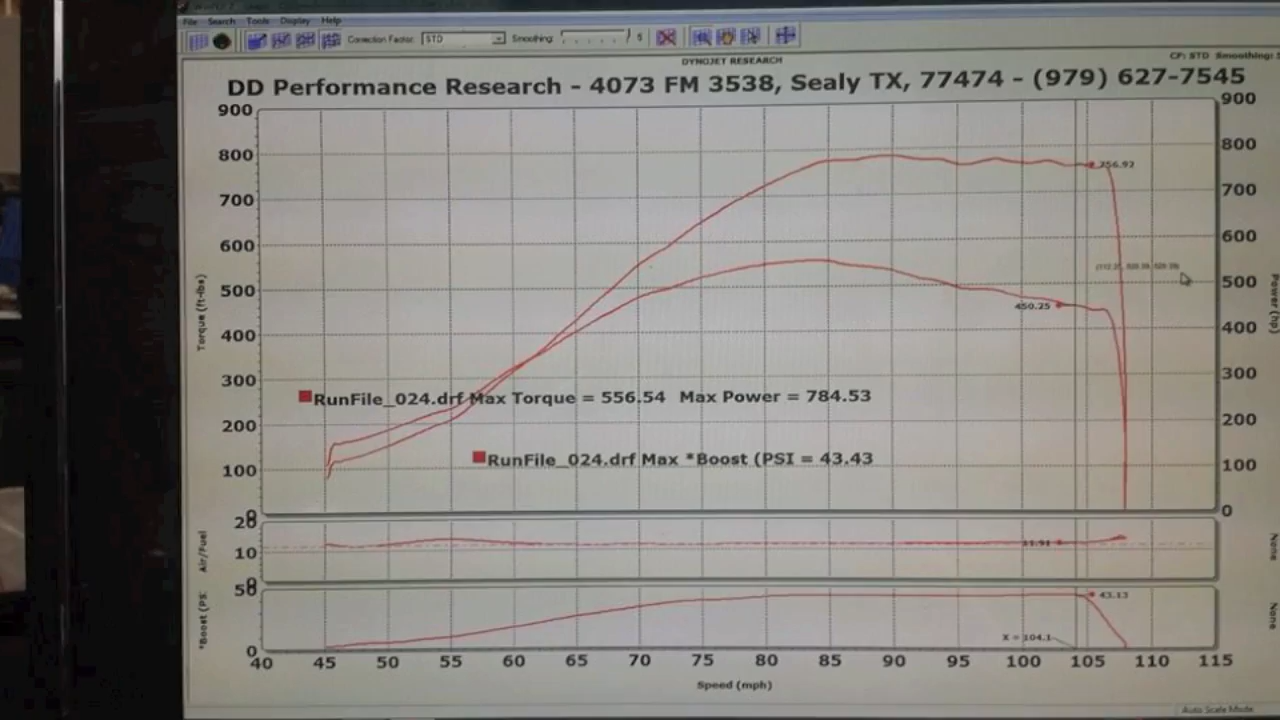 File Search Tools Display Help
Correction Factor: STD Smoothing: 5
DYNOJET RESEARCH
CF: STD Smoothing:
DD Performance Research - 4073 FM 3538, Sealy TX, 77474 - (979) 627-7545
900 900
800 800
756.92
700 700
600 600
500 500
450.25
400 400
300 300
RunFile_024.drf Max Torque = 556.54 Max Power = 784.53
200 200
RunFile_024.drf Max *Boost (PSI = 43.43
100 100
0 0
Torque (ft-lbs)
Power (hp)
20
11.91
10
0
Air/Fuel
None
50
43.13
X = 104.1
0
*Boost (PS:
None
40 45 50 55 60 65 70 75 80 85 90 95 100 105 110 115
Speed (mph)
Auto Scale Mode